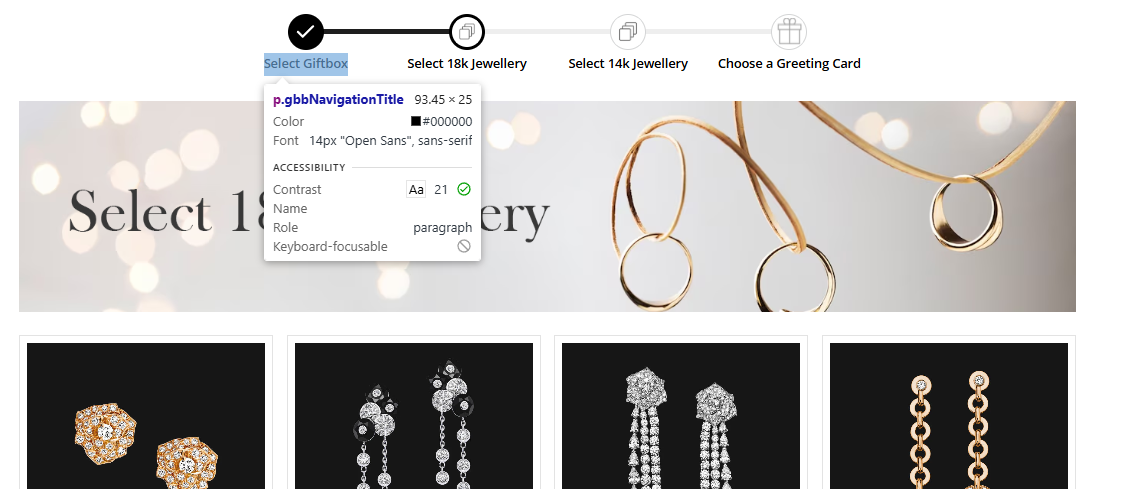 Select Giftbox
Select 18k Jewellery
Select 14k Jewellery
Choose a Greeting Card
p.gbbNavigationTitle 93.45 × 25
Color #000000
Font 14px "Open Sans", sans-serif
ACCESSIBILITY
Contrast Aa 21
Name
Role paragraph
Keyboard-focusable
Select 18 ery